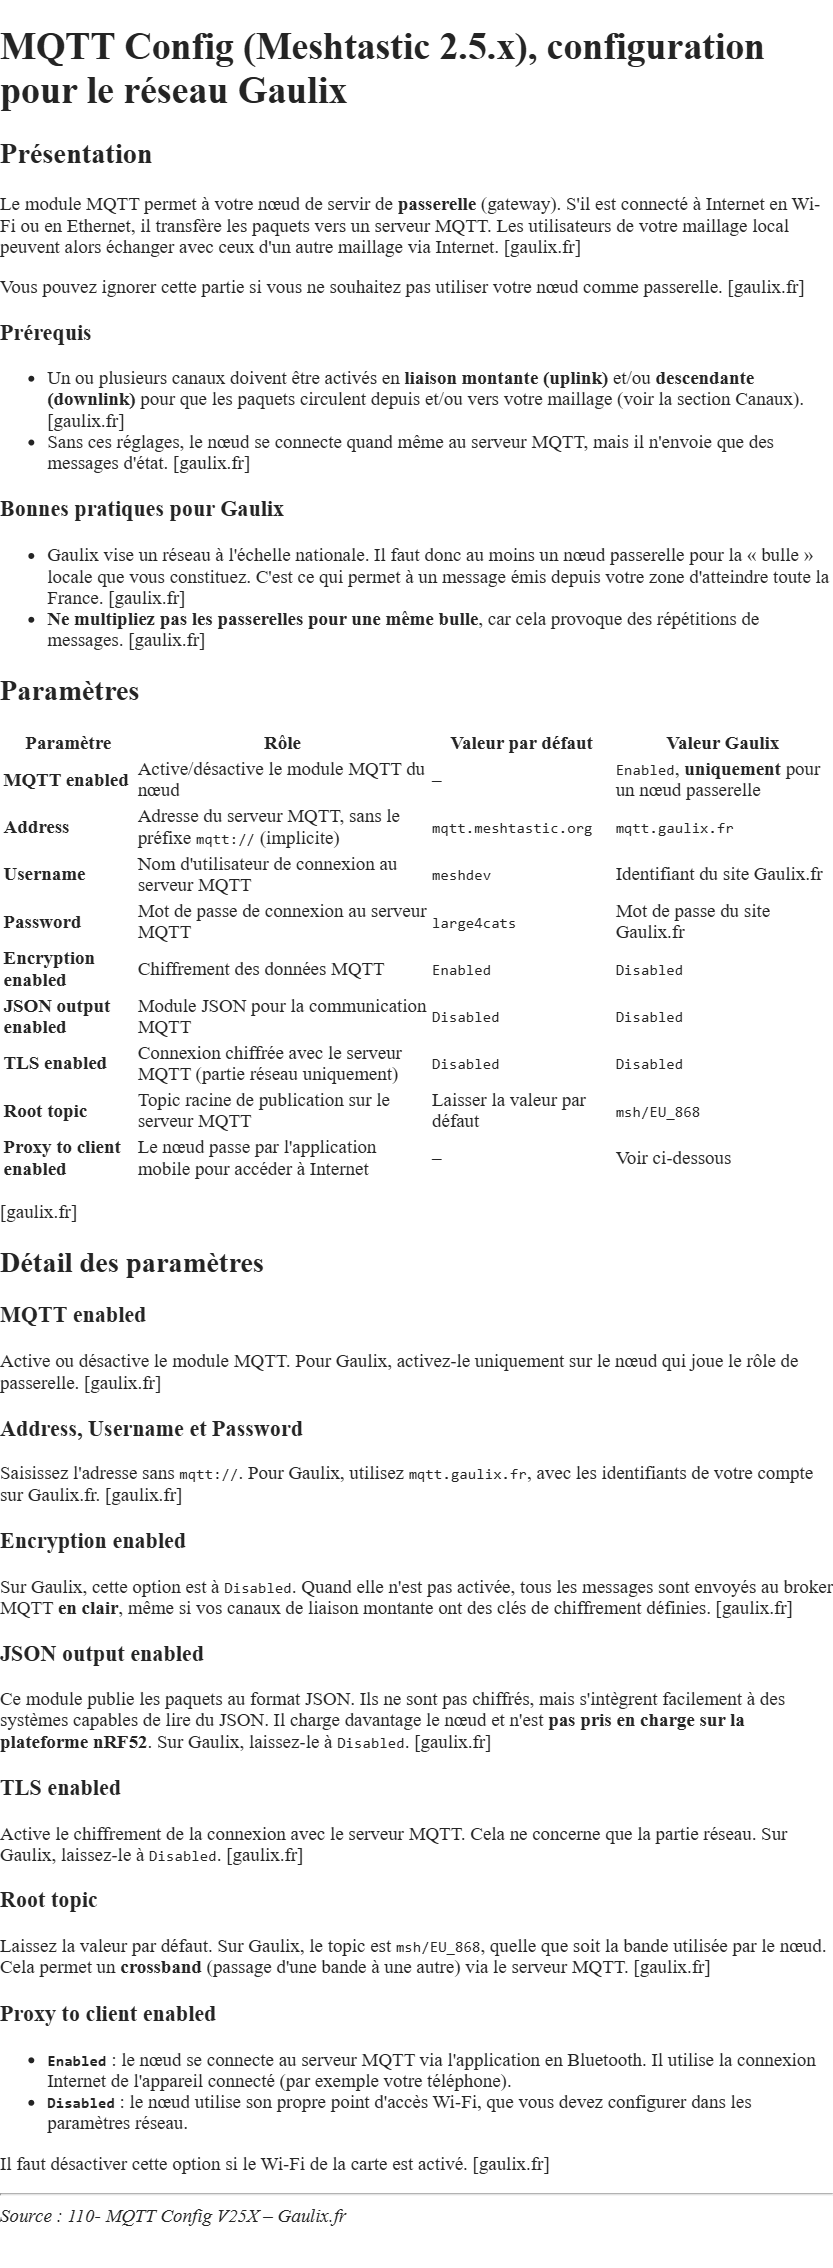 MQTT Config (Meshtastic 2.5.x), configuration
pour le réseau Gaulix
Présentation
Le module MQTT permet à votre nœud de servir de passerelle (gateway). S'il est connecté à Internet en Wi-
Fi ou en Ethernet, il transfère les paquets vers un serveur MQTT. Les utilisateurs de votre maillage local
peuvent alors échanger avec ceux d'un autre maillage via Internet. [gaulix.fr]
Vous pouvez ignorer cette partie si vous ne souhaitez pas utiliser votre nœud comme passerelle. [gaulix.fr]
Prérequis
• Un ou plusieurs canaux doivent être activés en liaison montante (uplink) et/ou descendante
(downlink) pour que les paquets circulent depuis et/ou vers votre maillage (voir la section Canaux).
[gaulix.fr]
• Sans ces réglages, le nœud se connecte quand même au serveur MQTT, mais il n'envoie que des
messages d'état. [gaulix.fr]
Bonnes pratiques pour Gaulix
• Gaulix vise un réseau à l'échelle nationale. Il faut donc au moins un nœud passerelle pour la « bulle »
locale que vous constituez. C'est ce qui permet à un message émis depuis votre zone d'atteindre toute la
France. [gaulix.fr]
• Ne multipliez pas les passerelles pour une même bulle, car cela provoque des répétitions de
messages. [gaulix.fr]
Paramètres
Paramètre Rôle Valeur par défaut Valeur Gaulix
MQTT enabled Active/désactive le module MQTT du nœud – Enabled, uniquement pour un nœud passerelle
Address Adresse du serveur MQTT, sans le préfixe mqtt:// (implicite) mqtt.meshtastic.org mqtt.gaulix.fr
Username Nom d'utilisateur de connexion au serveur MQTT meshdev Identifiant du site Gaulix.fr
Password Mot de passe de connexion au serveur MQTT large4cats Mot de passe du site Gaulix.fr
Encryption enabled Chiffrement des données MQTT Enabled Disabled
JSON output enabled Module JSON pour la communication MQTT Disabled Disabled
TLS enabled Connexion chiffrée avec le serveur MQTT (partie réseau uniquement) Disabled Disabled
Root topic Topic racine de publication sur le serveur MQTT Laisser la valeur par défaut msh/EU_868
Proxy to client enabled Le nœud passe par l'application mobile pour accéder à Internet – Voir ci-dessous
[gaulix.fr]
Détail des paramètres
MQTT enabled
Active ou désactive le module MQTT. Pour Gaulix, activez-le uniquement sur le nœud qui joue le rôle de
passerelle. [gaulix.fr]
Address, Username et Password
Saisissez l'adresse sans mqtt://. Pour Gaulix, utilisez mqtt.gaulix.fr, avec les identifiants de votre compte
sur Gaulix.fr. [gaulix.fr]
Encryption enabled
Sur Gaulix, cette option est à Disabled. Quand elle n'est pas activée, tous les messages sont envoyés au broker
MQTT en clair, même si vos canaux de liaison montante ont des clés de chiffrement définies. [gaulix.fr]
JSON output enabled
Ce module publie les paquets au format JSON. Ils ne sont pas chiffrés, mais s'intègrent facilement à des
systèmes capables de lire du JSON. Il charge davantage le nœud et n'est pas pris en charge sur la
plateforme nRF52. Sur Gaulix, laissez-le à Disabled. [gaulix.fr]
TLS enabled
Active le chiffrement de la connexion avec le serveur MQTT. Cela ne concerne que la partie réseau. Sur
Gaulix, laissez-le à Disabled. [gaulix.fr]
Root topic
Laissez la valeur par défaut. Sur Gaulix, le topic est msh/EU_868, quelle que soit la bande utilisée par le nœud.
Cela permet un crossband (passage d'une bande à une autre) via le serveur MQTT. [gaulix.fr]
Proxy to client enabled
• Enabled : le nœud se connecte au serveur MQTT via l'application en Bluetooth. Il utilise la connexion
Internet de l'appareil connecté (par exemple votre téléphone).
• Disabled : le nœud utilise son propre point d'accès Wi-Fi, que vous devez configurer dans les
paramètres réseau.
Il faut désactiver cette option si le Wi-Fi de la carte est activé. [gaulix.fr]
Source : 110- MQTT Config V25X – Gaulix.fr